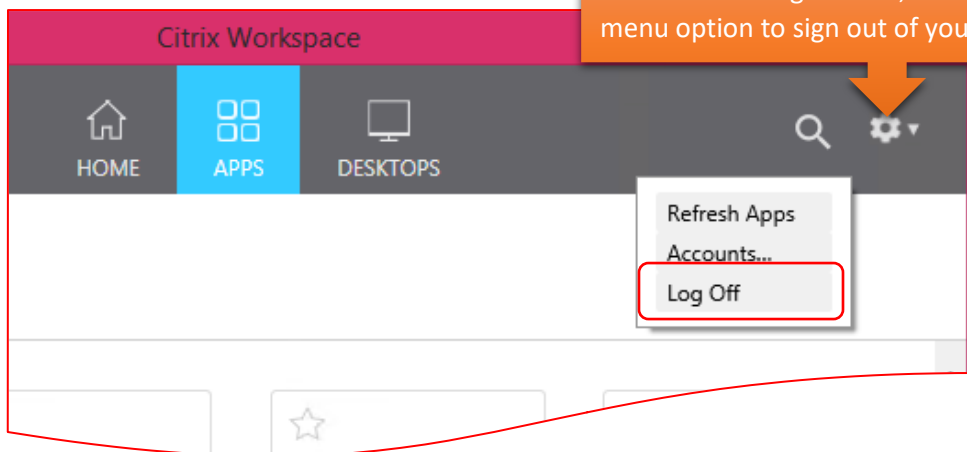 menu option to sign out of you
Citrix Workspace
HOME
APPS
DESKTOPS
Refresh Apps
Accounts...
Log Off